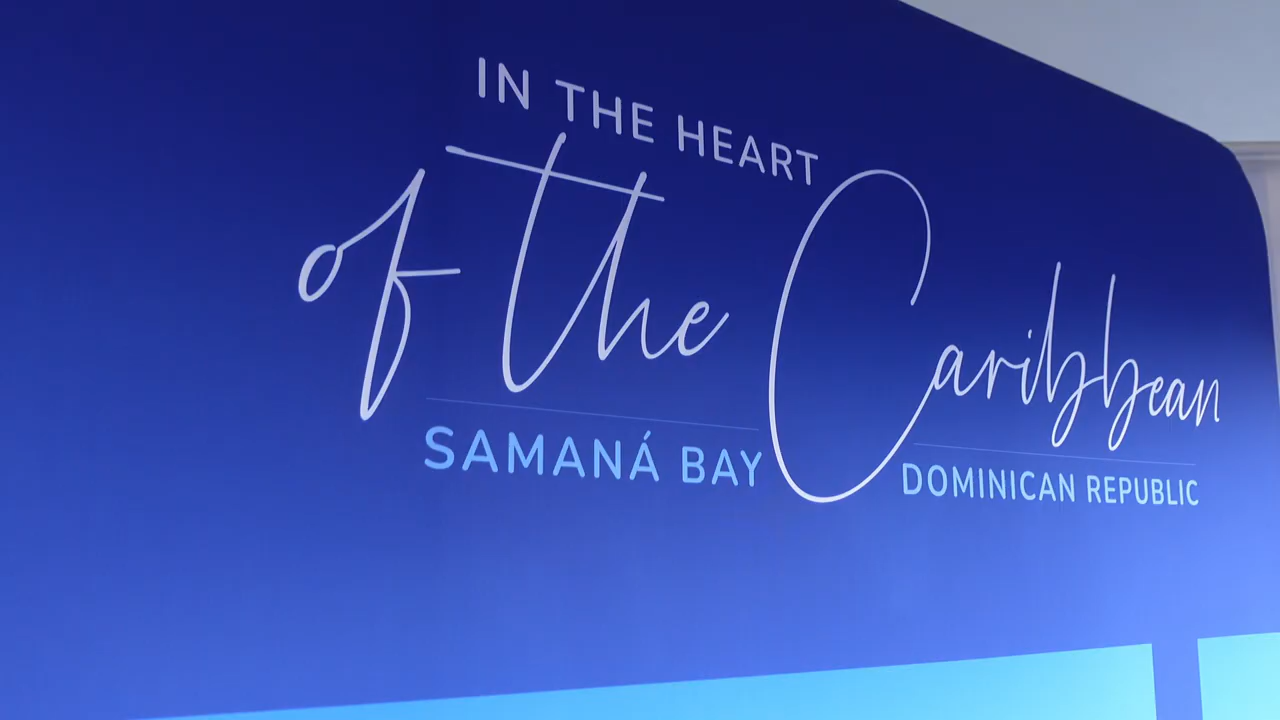 IN THE HEART
of the Caribbean
SAMANÁ BAY
DOMINICAN REPUBLIC